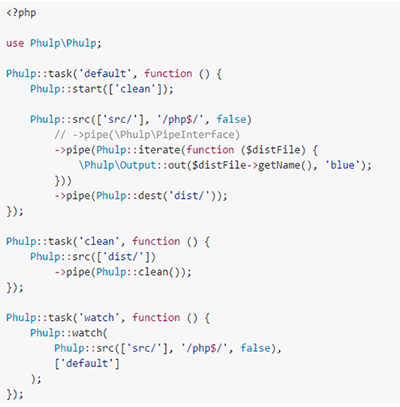 <?php

use Phulp\Phulp;

Phulp::task('default', function () {
    Phulp::start(['clean']);

    Phulp::src(['src/'], '/php$/', false)
        // ->pipe(\Phulp\PipeInterface)
        ->pipe(Phulp::iterate(function ($distFile) {
            \Phulp\Output::out($distFile->getName(), 'blue');
        }))
        ->pipe(Phulp::dest('dist/'));
});

Phulp::task('clean', function () {
    Phulp::src(['dist/'])
        ->pipe(Phulp::clean());
});

Phulp::task('watch', function () {
    Phulp::watch(
        Phulp::src(['src/'], '/php$/', false),
        ['default']
    );
});